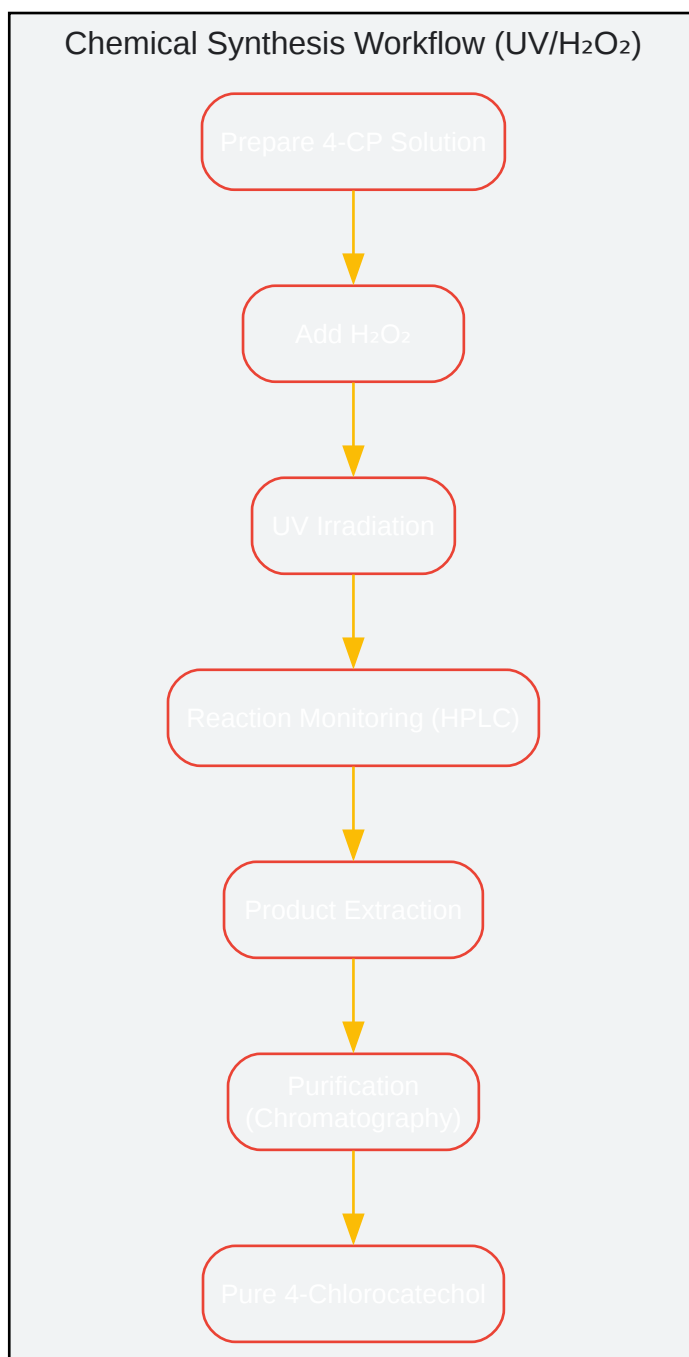 Chemical Synthesis Workflow (UV/H₂O₂)
Prepare 4-CP Solution
Add H₂O₂
UV Irradiation
Reaction Monitoring (HPLC)
Product Extraction
Purification
(Chromatography)
Pure 4-Chlorocatechol